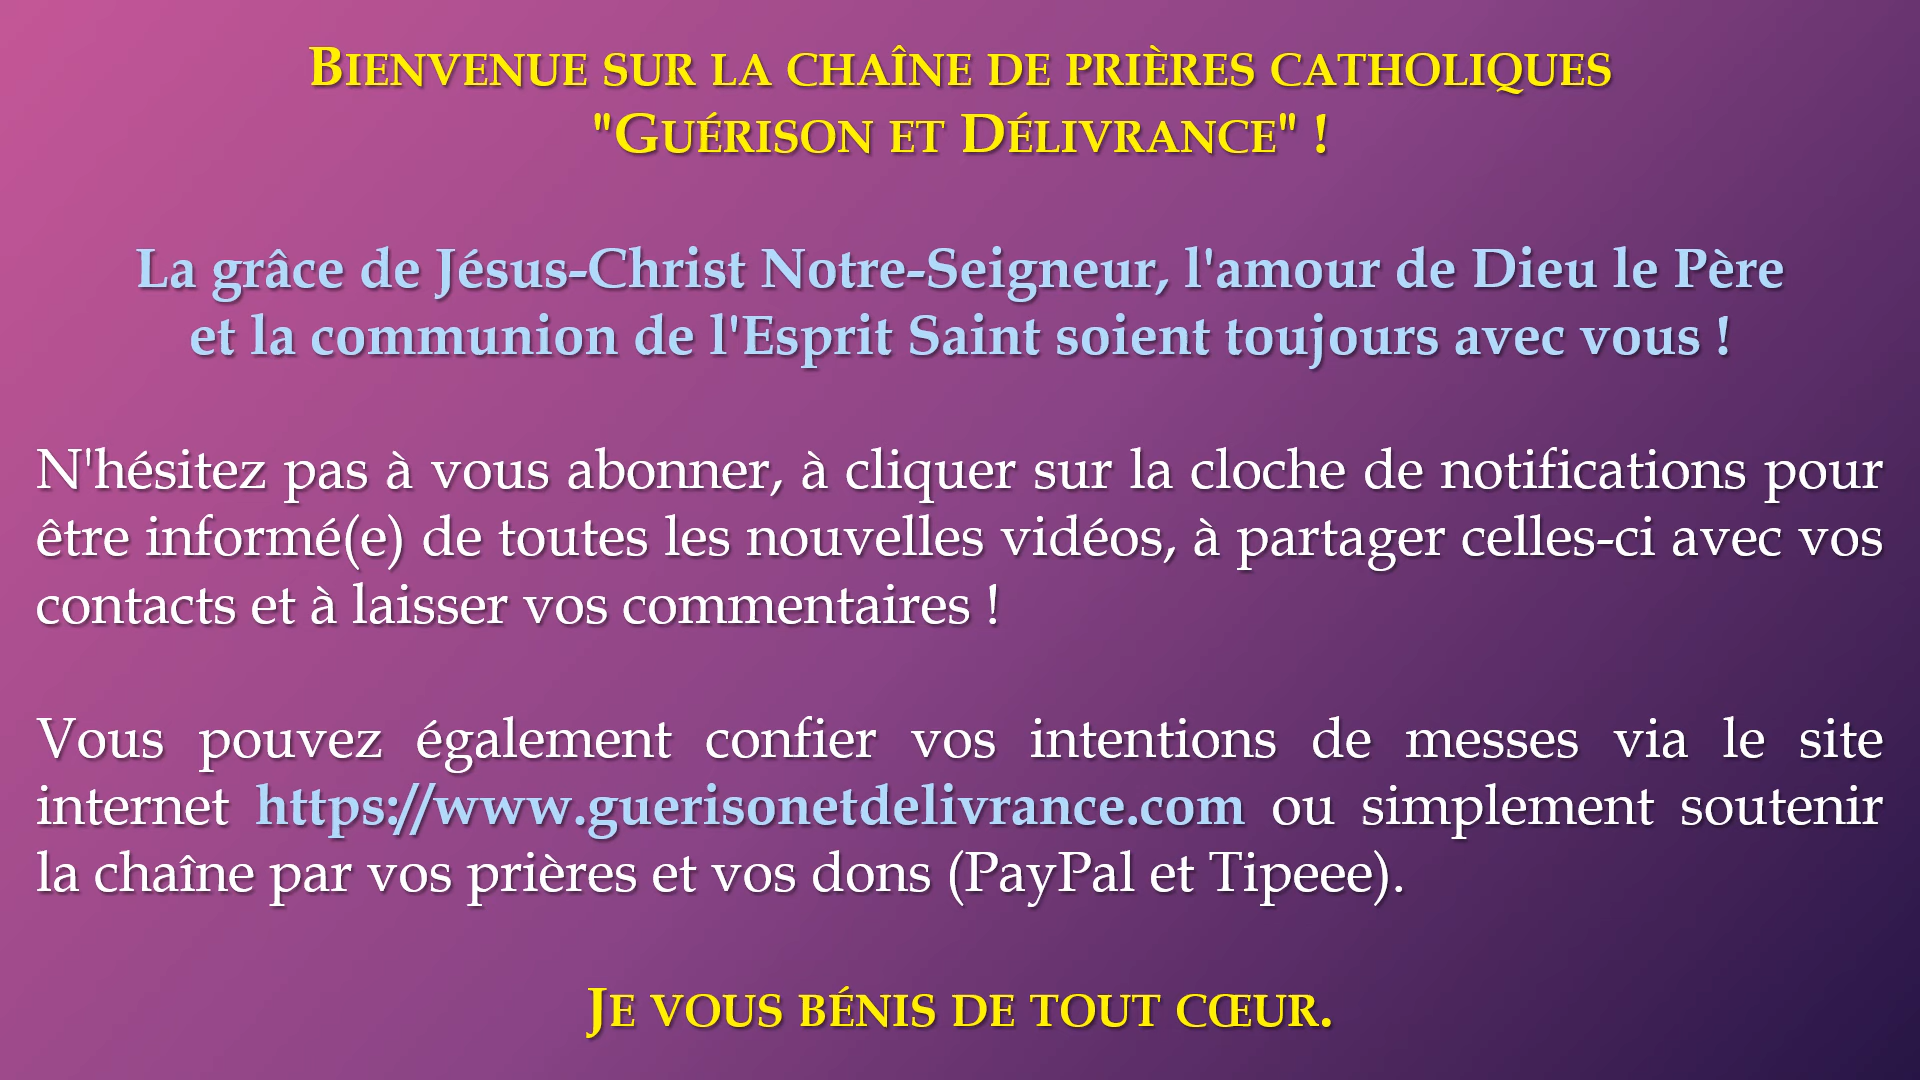 Bienvenue sur la chaîne de prières catholiques
"Guérison et Délivrance" !
La grâce de Jésus-Christ Notre-Seigneur, l'amour de Dieu le Père
et la communion de l'Esprit Saint soient toujours avec vous !
N'hésitez pas à vous abonner, à cliquer sur la cloche de notifications pour
être informé(e) de toutes les nouvelles vidéos, à partager celles-ci avec vos
contacts et à laisser vos commentaires !
Vous pouvez également confier vos intentions de messes via le site
internet https://www.guerisonetdelivrance.com ou simplement soutenir
la chaîne par vos prières et vos dons (PayPal et Tipeee).
Je vous bénis de tout cœur.